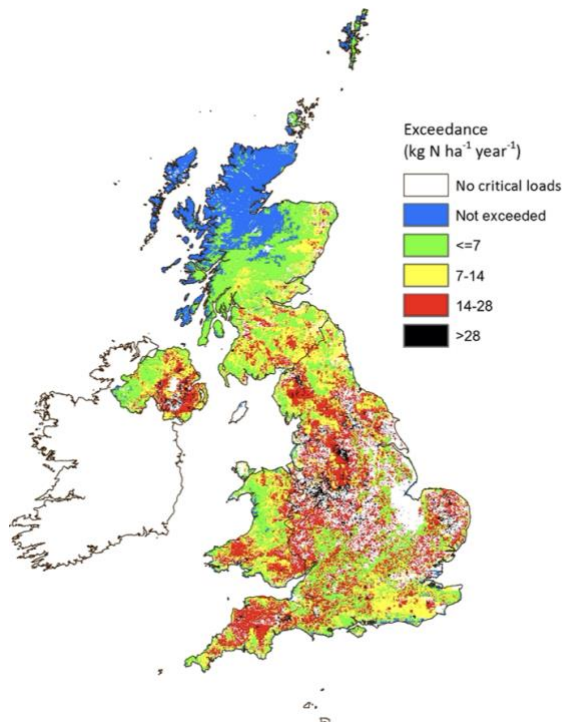 Exceedance
(kg N ha⁻¹ year⁻¹)
No critical loads
Not exceeded
<=7
7-14
14-28
>28